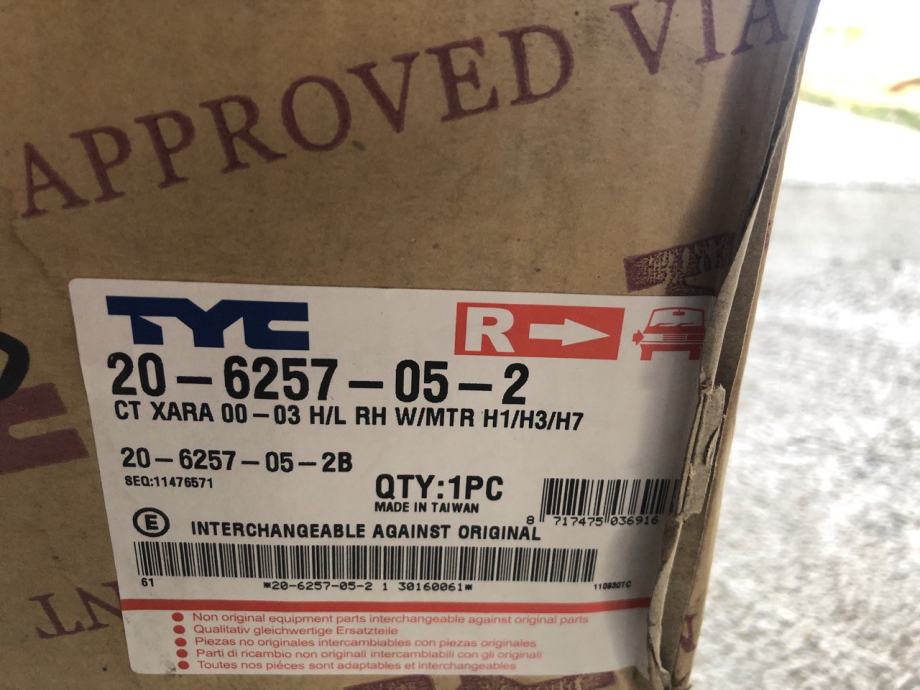 APPROVED VIA
TYC
R
20-6257-05-2
CT XARA 00-03 H/L RH W/MTR H1/H3/H7
20-6257-05-2B
SEQ:11476571
QTY:1PC
MADE IN TAIWAN
8 717475 036916
E INTERCHANGEABLE AGAINST ORIGINAL
61 *20-6257-05-2 1 30160061* 110930TC
Non original equipment parts interchangeable against original parts
Qualitativ gleichwertige Ersatzteile
Piezas no originales intercambiables con piezas originales
Parti di ricambio non originali intercambiabili con gli originali
Toutes nos piéces sont adaptables et interchangeables